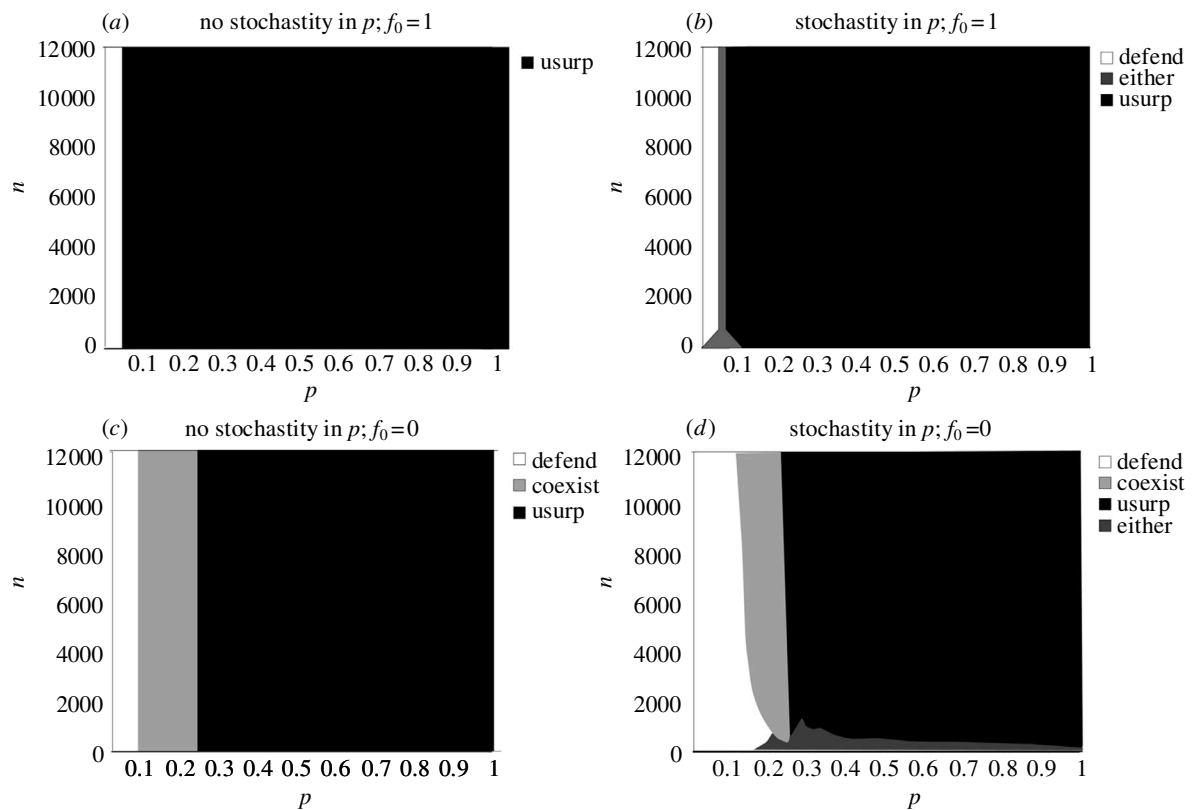 (a) no stochastity in p; f0=1
12000
10000
8000
6000
4000
2000
0
n
0.1 0.2 0.3 0.4 0.5 0.6 0.7 0.8 0.9 1
p
usurp
(b) stochastity in p; f0=1
12000
10000
8000
6000
4000
2000
0
n
0.1 0.2 0.3 0.4 0.5 0.6 0.7 0.8 0.9 1
p
defend
either
usurp
(c) no stochastity in p; f0=0
12000
10000
8000
6000
4000
2000
0
n
0.1 0.2 0.3 0.4 0.5 0.6 0.7 0.8 0.9 1
p
defend
coexist
usurp
(d) stochastity in p; f0=0
12000
10000
8000
6000
4000
2000
0
n
0.1 0.2 0.3 0.4 0.5 0.6 0.7 0.8 0.9 1
p
defend
coexist
usurp
either